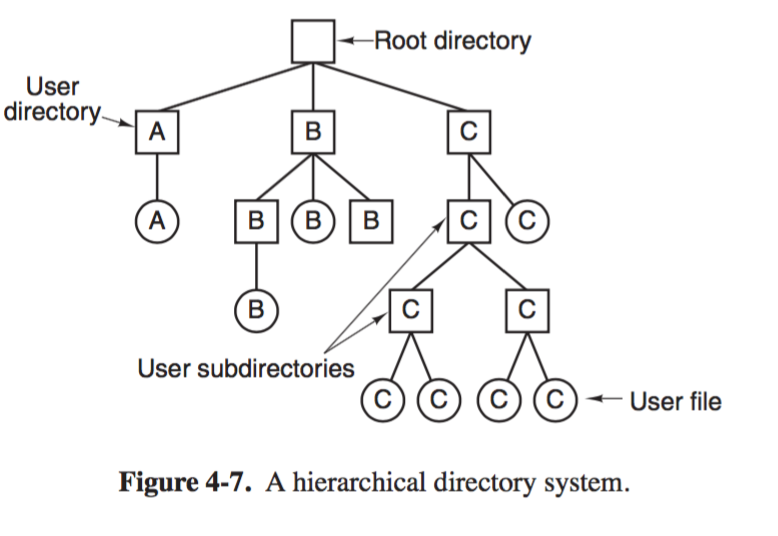 Root directory
User
directory
A B C
A B B B C C
B C C
User subdirectories
C C C C User file
Figure 4-7. A hierarchical directory system.